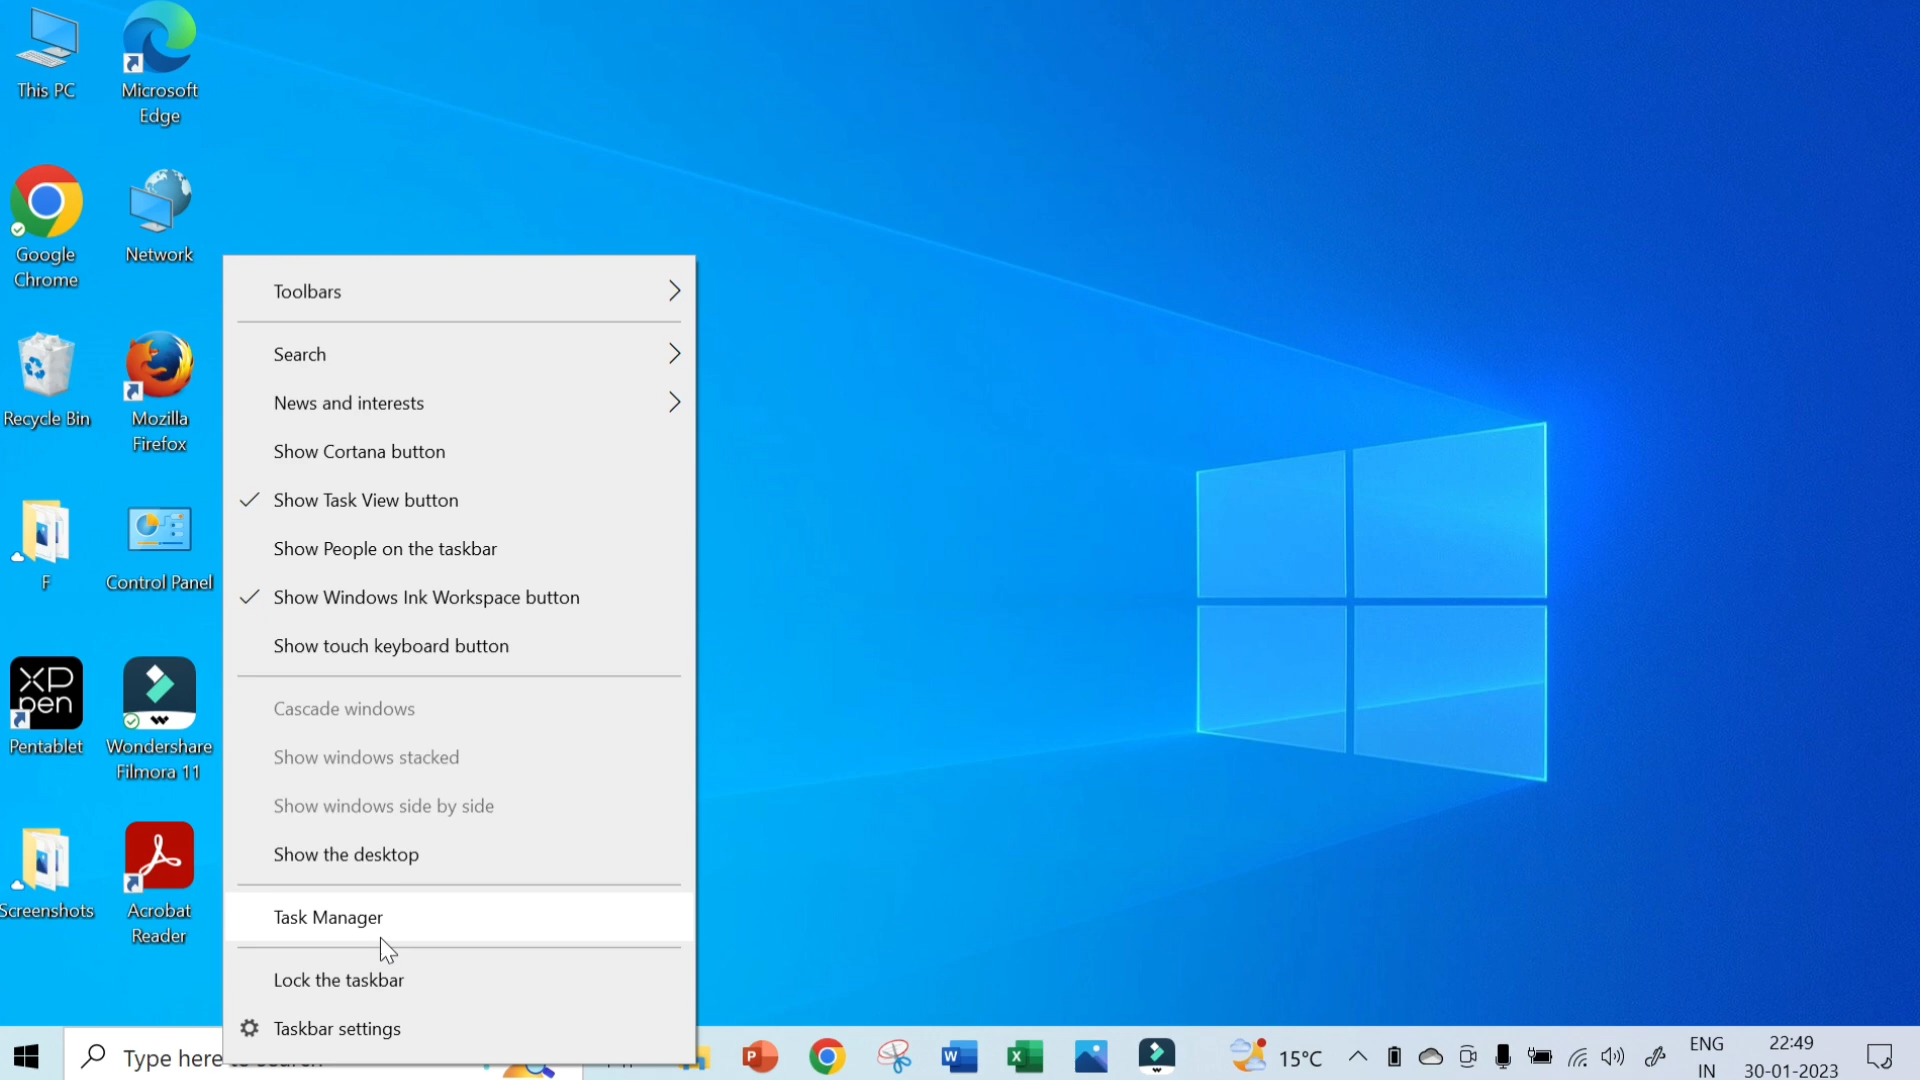 This PC
Microsoft
Edge
Google
Chrome
Network
Recycle Bin
Mozilla
Firefox
F
Control Panel
XP
pen
Pentablet
Wondershare
Filmora 11
Screenshots
Acrobat
Reader
Toolbars
Search
News and interests
Show Cortana button
Show Task View button
Show People on the taskbar
Show Windows Ink Workspace button
Show touch keyboard button
Cascade windows
Show windows stacked
Show windows side by side
Show the desktop
Task Manager
Lock the taskbar
Taskbar settings
Type here to search
P
W
X
15°C
ENG
IN
22:49
30-01-2023